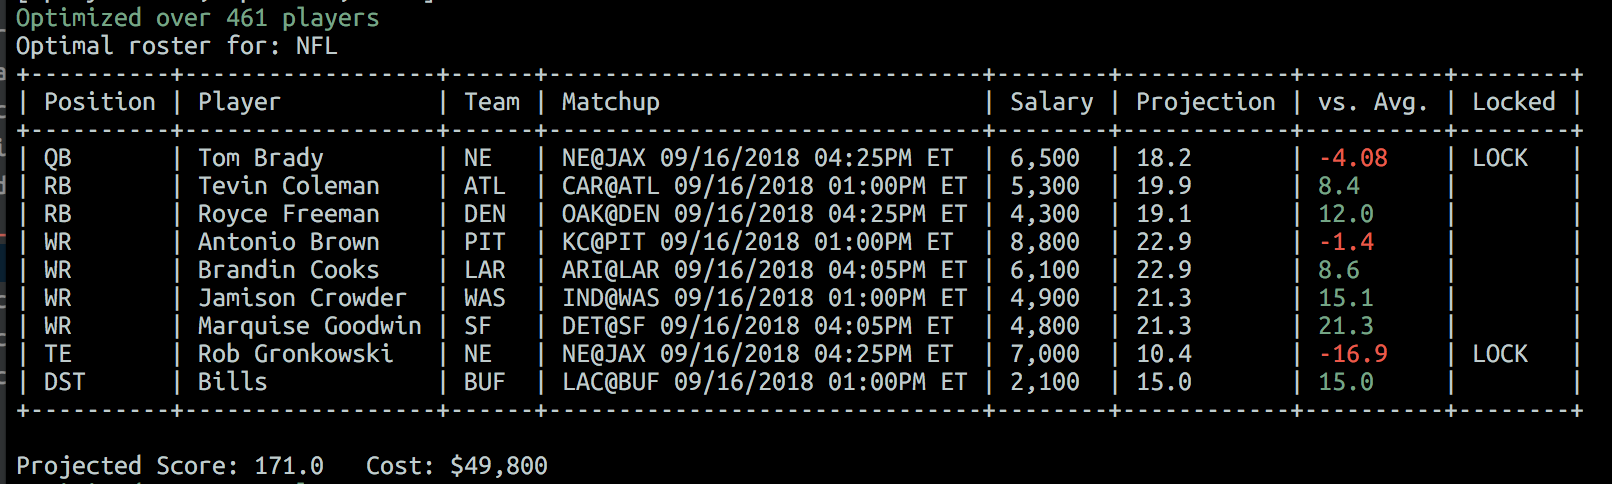 Optimized over 461 players
Optimal roster for: NFL
+----------+------------------+------+-------------------------------+--------+------------+----------+--------+
| Position | Player           | Team | Matchup                       | Salary | Projection | vs. Avg. | Locked |
+----------+------------------+------+-------------------------------+--------+------------+----------+--------+
| QB       | Tom Brady        | NE   | NE@JAX 09/16/2018 04:25PM ET  | 6,500  | 18.2       | -4.08    | LOCK   |
| RB       | Tevin Coleman    | ATL  | CAR@ATL 09/16/2018 01:00PM ET | 5,300  | 19.9       | 8.4      |        |
| RB       | Royce Freeman    | DEN  | OAK@DEN 09/16/2018 04:25PM ET | 4,300  | 19.1       | 12.0     |        |
| WR       | Antonio Brown    | PIT  | KC@PIT 09/16/2018 01:00PM ET  | 8,800  | 22.9       | -1.4     |        |
| WR       | Brandin Cooks    | LAR  | ARI@LAR 09/16/2018 04:05PM ET | 6,100  | 22.9       | 8.6      |        |
| WR       | Jamison Crowder  | WAS  | IND@WAS 09/16/2018 01:00PM ET | 4,900  | 21.3       | 15.1     |        |
| WR       | Marquise Goodwin | SF   | DET@SF 09/16/2018 04:05PM ET  | 4,800  | 21.3       | 21.3     |        |
| TE       | Rob Gronkowski   | NE   | NE@JAX 09/16/2018 04:25PM ET  | 7,000  | 10.4       | -16.9    | LOCK   |
| DST      | Bills            | BUF  | LAC@BUF 09/16/2018 01:00PM ET | 2,100  | 15.0       | 15.0     |        |
+----------+------------------+------+-------------------------------+--------+------------+----------+--------+
Projected Score: 171.0   Cost: $49,800